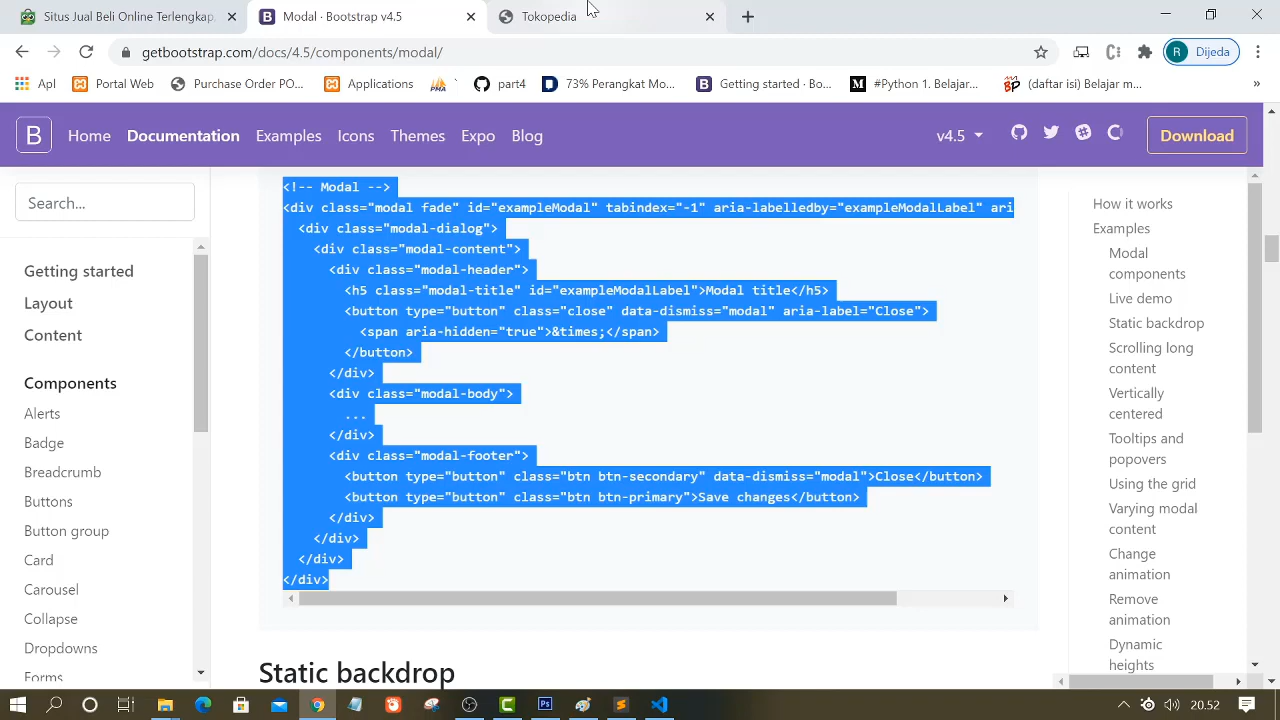 Situs Jual Beli Online Terlengkap,
Modal · Bootstrap v4.5
Tokopedia
getbootstrap.com/docs/4.5/components/modal/
R Dijeda
Apl
Portal Web
Purchase Order PO...
Applications
part4
73% Perangkat Mo...
Getting started · Bo...
#Python 1. Belajar...
(daftar isi) Belajar m...
»
B
Home
Documentation
Examples
Icons
Themes
Expo
Blog
v4.5
Download
Search...
Getting started
Layout
Content
Components
Alerts
Badge
Breadcrumb
Buttons
Button group
Card
Carousel
Collapse
Dropdowns
Forms
<!-- Modal -->
<div class="modal fade" id="exampleModal" tabindex="-1" aria-labelledby="exampleModalLabel" ari
<div class="modal-dialog">
<div class="modal-content">
<div class="modal-header">
<h5 class="modal-title" id="exampleModalLabel">Modal title</h5>
<button type="button" class="close" data-dismiss="modal" aria-label="Close">
<span aria-hidden="true">&times;</span>
</button>
</div>
<div class="modal-body">
...
</div>
<div class="modal-footer">
<button type="button" class="btn btn-secondary" data-dismiss="modal">Close</button>
<button type="button" class="btn btn-primary">Save changes</button>
</div>
</div>
</div>
</div>
Static backdrop
How it works
Examples
Modal
components
Live demo
Static backdrop
Scrolling long
content
Vertically
centered
Tooltips and
popovers
Using the grid
Varying modal
content
Change
animation
Remove
animation
Dynamic
heights
20.52